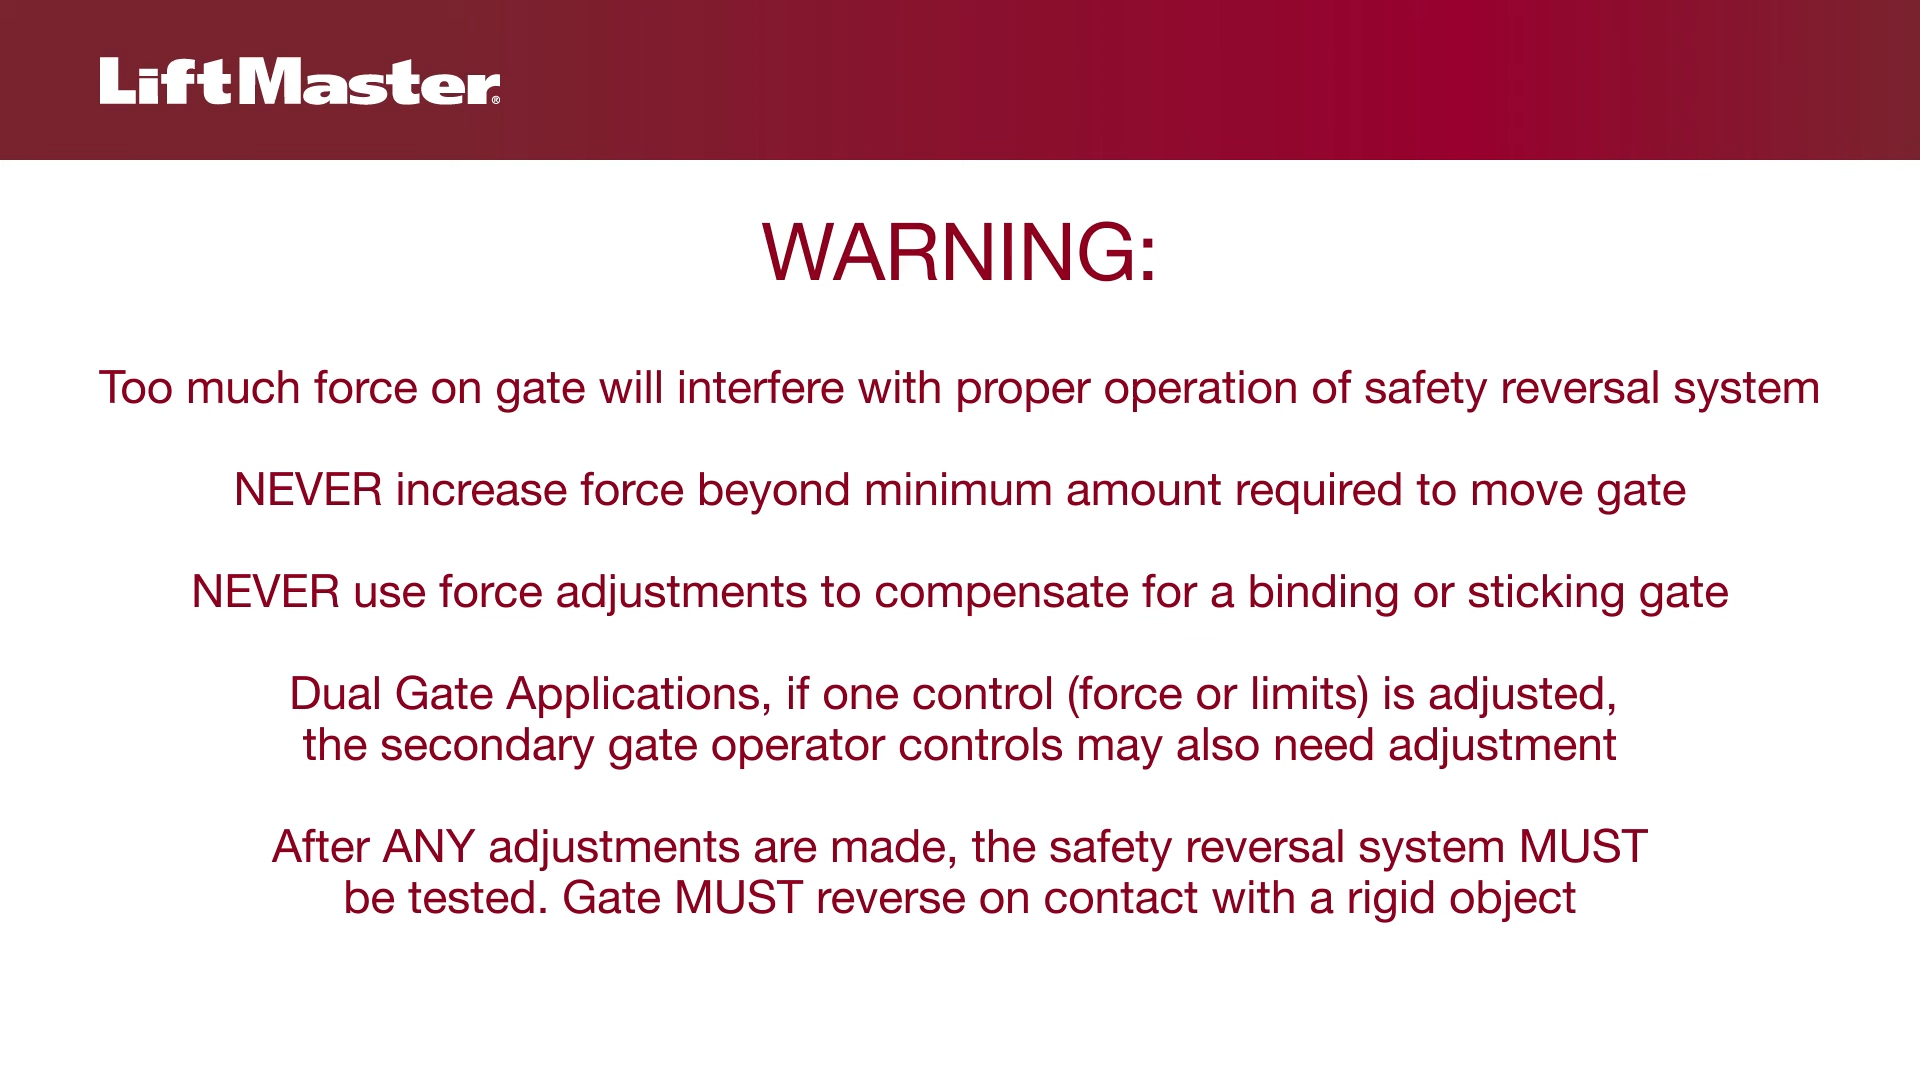 LiftMaster®
WARNING:
Too much force on gate will interfere with proper operation of safety reversal system
NEVER increase force beyond minimum amount required to move gate
NEVER use force adjustments to compensate for a binding or sticking gate
Dual Gate Applications, if one control (force or limits) is adjusted,
the secondary gate operator controls may also need adjustment
After ANY adjustments are made, the safety reversal system MUST
be tested. Gate MUST reverse on contact with a rigid object